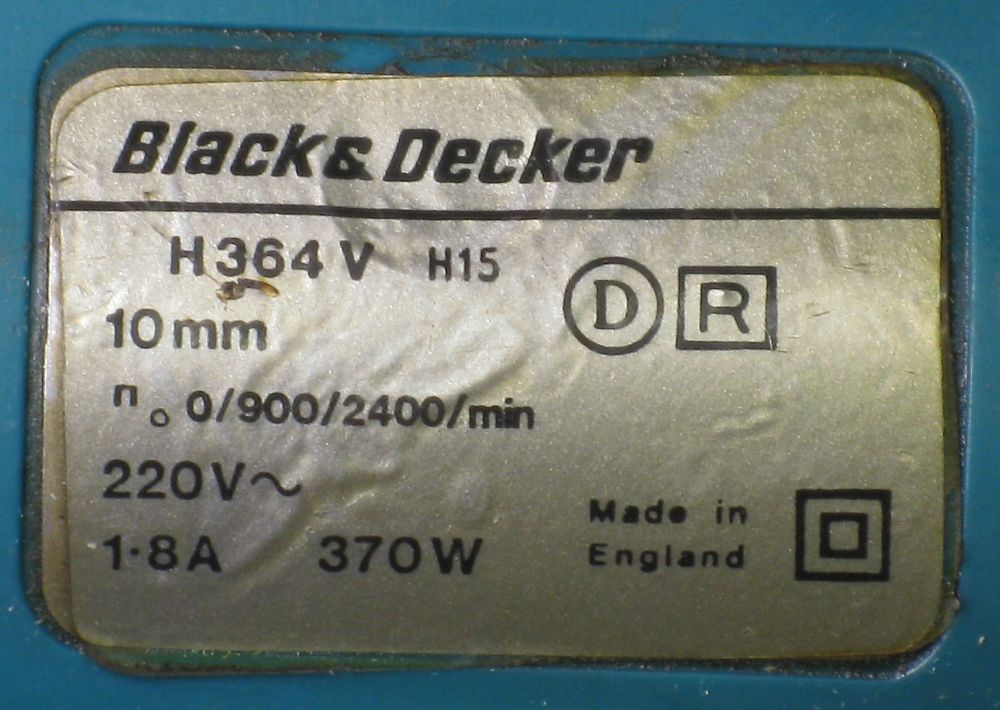 Black & Decker
H364V H15
D R
10mm
n₀ 0/900/2400/min
220V~
1·8A 370W
Made in
England